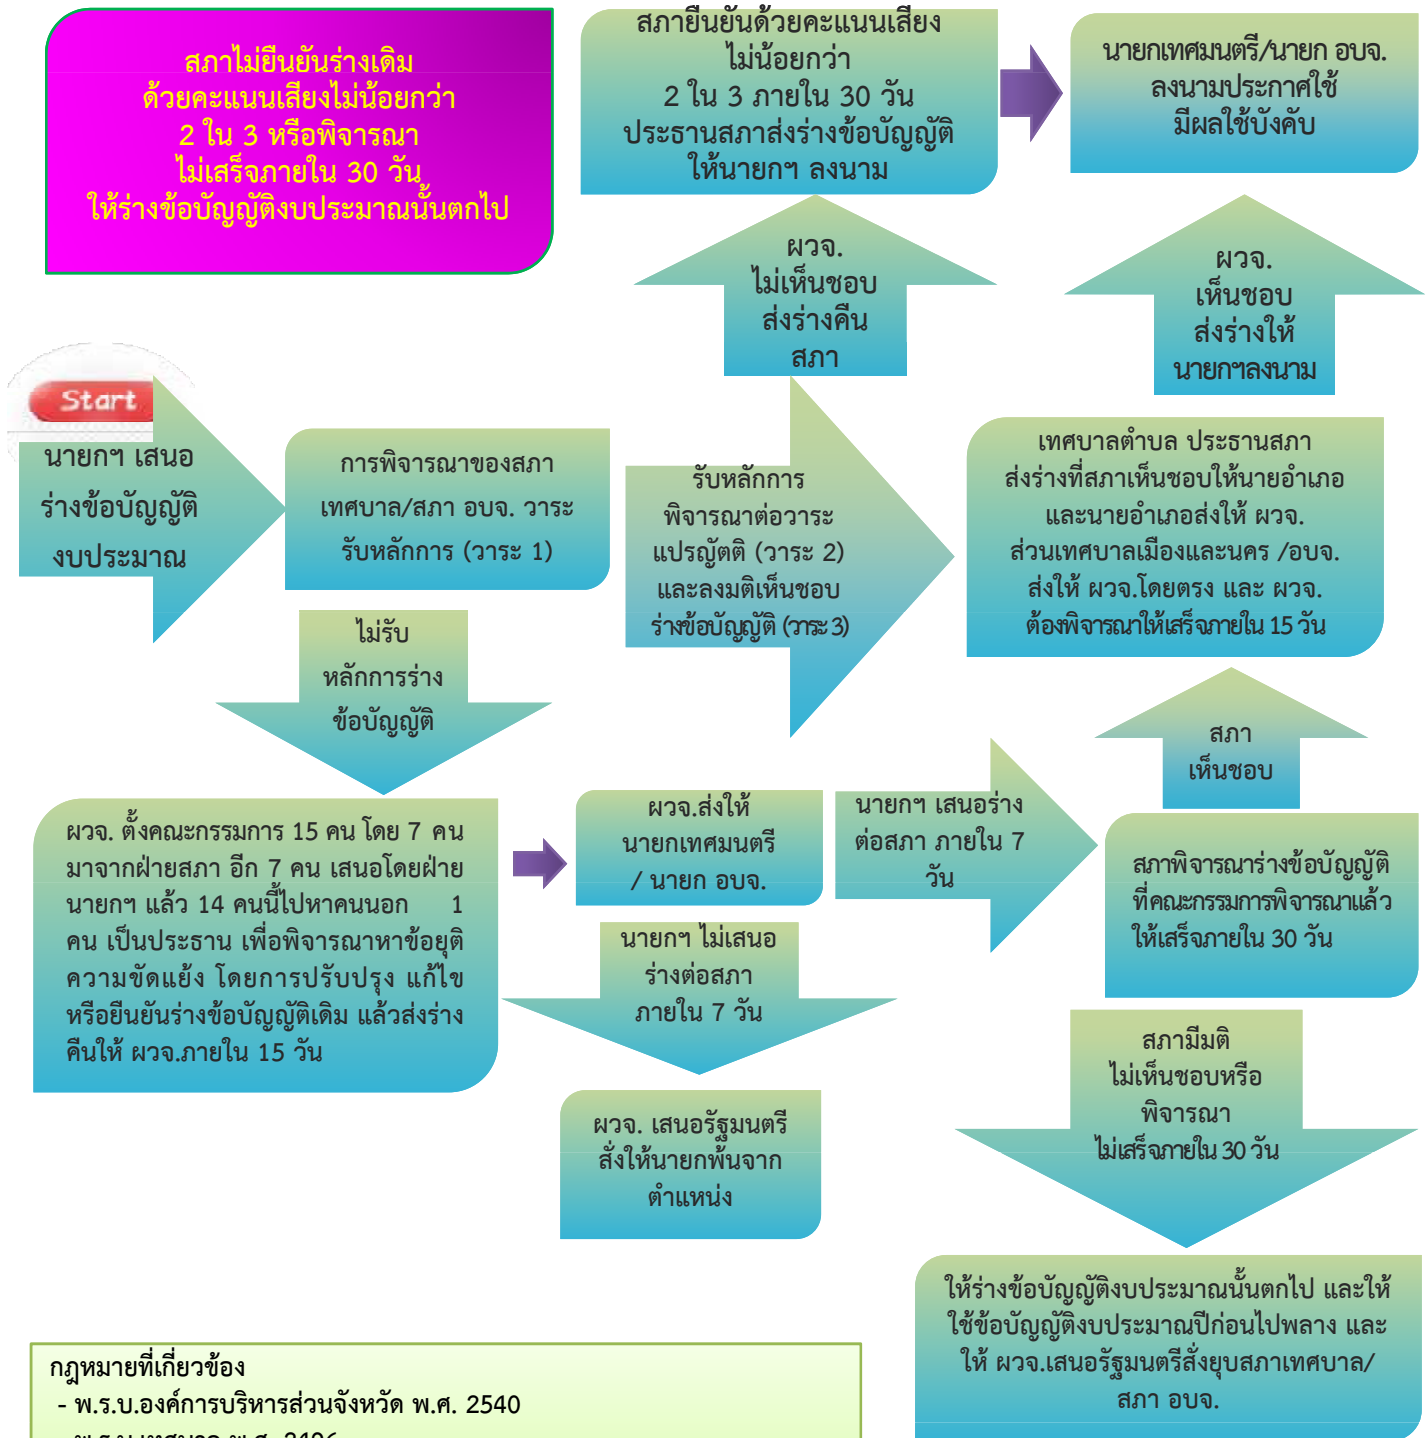 สภาไม่ยืนยันร่างเดิม
ด้วยคะแนนเสียงไม่น้อยกว่า
2 ใน 3 หรือพิจารณา
ไม่เสร็จภายใน 30 วัน
ให้ร่างข้อบัญญัติงบประมาณนั้นตกไป
สภายืนยันด้วยคะแนนเสียง
ไม่น้อยกว่า
2 ใน 3 ภายใน 30 วัน
ประธานสภาส่งร่างข้อบัญญัติ
ให้นายกฯ ลงนาม
นายกเทศมนตรี/นายก อบจ.
ลงนามประกาศใช้
มีผลใช้บังคับ
ผวจ.
ไม่เห็นชอบ
ส่งร่างคืน
สภา
ผวจ.
เห็นชอบ
ส่งร่างให้
นายกฯลงนาม
Start
นายกฯ เสนอ
ร่างข้อบัญญัติ
งบประมาณ
การพิจารณาของสภา
เทศบาล/สภา อบจ. วาระ
รับหลักการ (วาระ 1)
รับหลักการ
พิจารณาต่อวาระ
แปรญัตติ (วาระ 2)
และลงมติเห็นชอบ
ร่างข้อบัญญัติ (วาระ 3)
เทศบาลตำบล ประธานสภา
ส่งร่างที่สภาเห็นชอบให้นายอำเภอ
และนายอำเภอส่งให้ ผวจ.
ส่วนเทศบาลเมืองและนคร /อบจ.
ส่งให้ ผวจ.โดยตรง และ ผวจ.
ต้องพิจารณาให้เสร็จภายใน 15 วัน
ไม่รับ
หลักการร่าง
ข้อบัญญัติ
สภา
เห็นชอบ
ผวจ. ตั้งคณะกรรมการ 15 คน โดย 7 คน
มาจากฝ่ายสภา อีก 7 คน เสนอโดยฝ่าย
นายกฯ แล้ว 14 คนนี้ไปหาคนนอก 1
คน เป็นประธาน เพื่อพิจารณาหาข้อยุติ
ความขัดแย้ง โดยการปรับปรุง แก้ไข
หรือยืนยันร่างข้อบัญญัติเดิม แล้วส่งร่าง
คืนให้ ผวจ.ภายใน 15 วัน
ผวจ.ส่งให้
นายกเทศมนตรี
/ นายก อบจ.
นายกฯ เสนอร่าง
ต่อสภา ภายใน 7
วัน
สภาพิจารณาร่างข้อบัญญัติ
ที่คณะกรรมการพิจารณาแล้ว
ให้เสร็จภายใน 30 วัน
นายกฯ ไม่เสนอ
ร่างต่อสภา
ภายใน 7 วัน
สภามีมติ
ไม่เห็นชอบหรือ
พิจารณา
ไม่เสร็จภายใน 30 วัน
ผวจ. เสนอรัฐมนตรี
สั่งให้นายกพ้นจาก
ตำแหน่ง
ให้ร่างข้อบัญญัติงบประมาณนั้นตกไป และให้
ใช้ข้อบัญญัติงบประมาณปีก่อนไปพลาง และ
ให้ ผวจ.เสนอรัฐมนตรีสั่งยุบสภาเทศบาล/
สภา อบจ.
กฎหมายที่เกี่ยวข้อง
- พ.ร.บ.องค์การบริหารส่วนจังหวัด พ.ศ. 2540